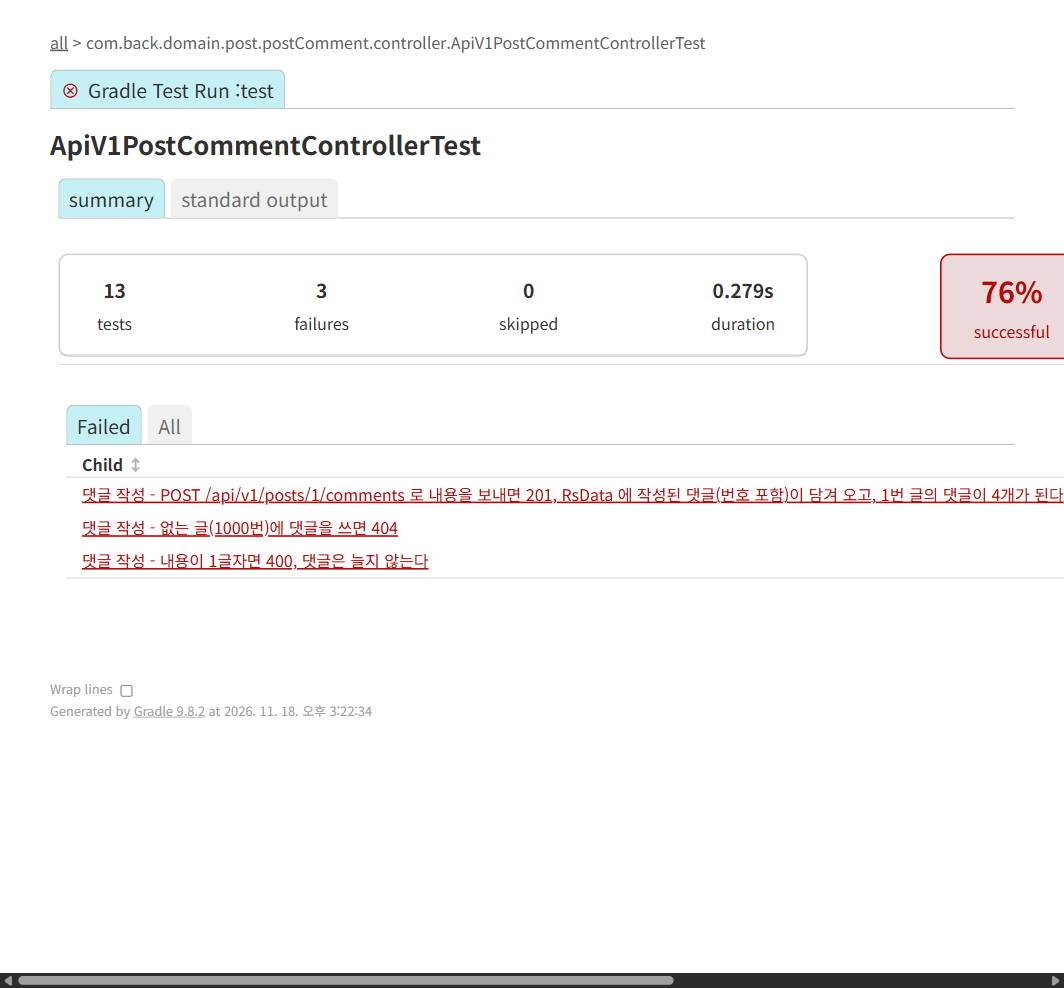 all > com.back.domain.post.postComment.controller.ApiV1PostCommentControllerTest
Gradle Test Run :test
ApiV1PostCommentControllerTest
summary standard output
13 3 0 0.279s 76%
tests failures skipped duration successful
Failed All
Child
댓글 작성 - POST /api/v1/posts/1/comments 로 내용을 보내면 201, RsData 에 작성된 댓글(번호 포함)이 담겨 오고, 1번 글의 댓글이 4개가 된다
댓글 작성 - 없는 글(1000번)에 댓글을 쓰면 404
댓글 작성 - 내용이 1글자면 400, 댓글은 늘지 않는다
Wrap lines
Generated by Gradle 9.8.2 at 2026. 11. 18. 오후 3:22:34